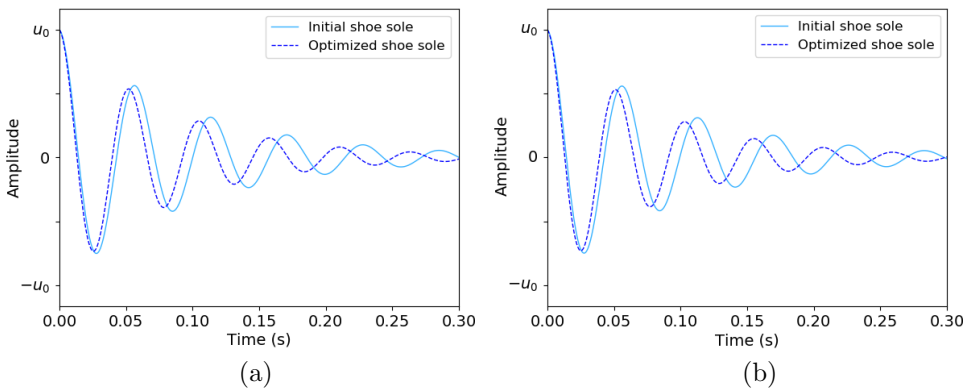 u₀
0
−u₀
Amplitude
Initial shoe sole
Optimized shoe sole
0.00 0.05 0.10 0.15 0.20 0.25 0.30
Time (s)
(a)
u₀
0
−u₀
Amplitude
Initial shoe sole
Optimized shoe sole
0.00 0.05 0.10 0.15 0.20 0.25 0.30
Time (s)
(b)